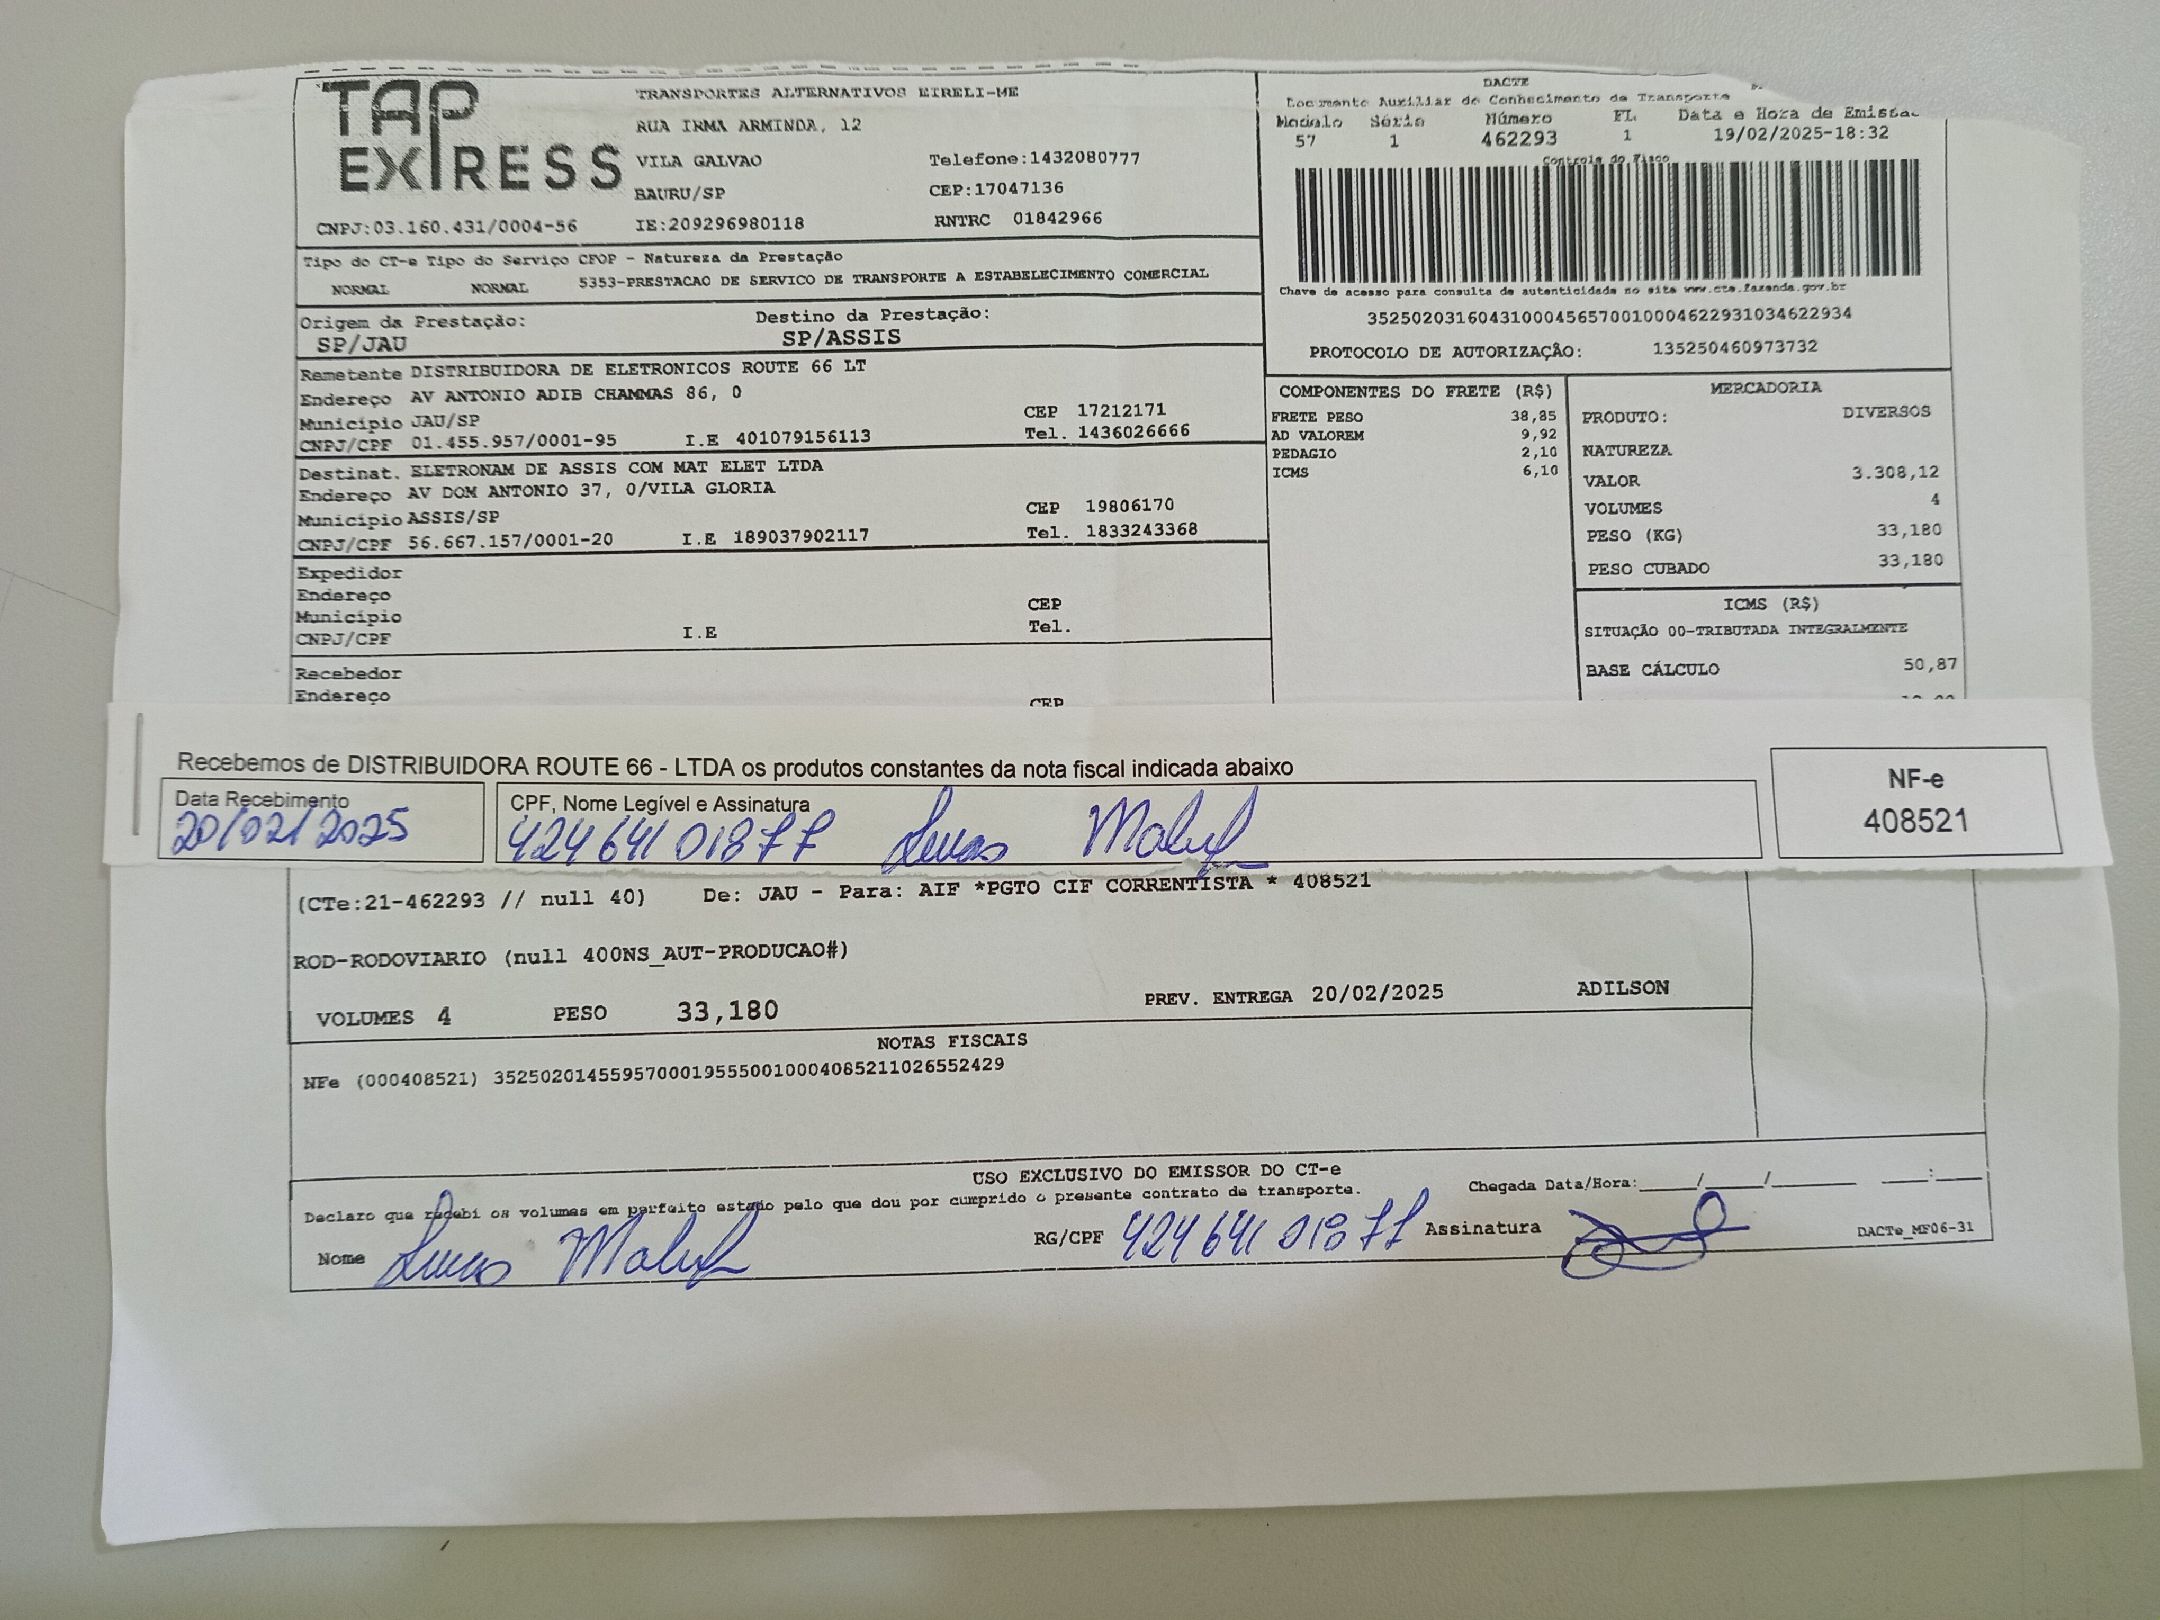 TAP EXPRESS
TRANSPORTES ALTERNATIVOS EIRELI-ME
RUA IRMA ARMINDA, 12
VILA GALVAO Telefone:1432080777
BAURU/SP CEP:17047136
CNPJ:03.160.431/0004-56 IE:209296980118 RNTRC 01842966
DACTE
Documento Auxiliar do Conhecimento de Transporte
Modelo Série Número FL Data e Hora de Emissao
57 1 462293 1 19/02/2025-18:32
Controle do Fisco
Chave de acesso para consulta de autenticidade no site www.cte.fazenda.gov.br
35250203160431000456570010004622931034622934
PROTOCOLO DE AUTORIZAÇÃO: 135250460973732
Tipo do CT-e Tipo do Serviço CFOP - Natureza da Prestação
NORMAL NORMAL 5353-PRESTACAO DE SERVICO DE TRANSPORTE A ESTABELECIMENTO COMERCIAL
Origem da Prestação: Destino da Prestação:
SP/JAU SP/ASSIS
Remetente DISTRIBUIDORA DE ELETRONICOS ROUTE 66 LT
Endereço AV ANTONIO ADIB CHAMMAS 86, 0
Município JAU/SP CEP 17212171
CNPJ/CPF 01.455.957/0001-95 I.E 401079156113 Tel. 1436026666
Destinat. ELETRONAM DE ASSIS COM MAT ELET LTDA
Endereço AV DOM ANTONIO 37, 0/VILA GLORIA
Município ASSIS/SP CEP 19806170
CNPJ/CPF 56.667.157/0001-20 I.E 189037902117 Tel. 1833243368
Expedidor
Endereço
Município CEP
CNPJ/CPF I.E Tel.
Recebedor
Endereço CEP
COMPONENTES DO FRETE (R$)
FRETE PESO 38,85
AD VALOREM 9,92
PEDAGIO 2,10
ICMS 6,10
MERCADORIA
PRODUTO: DIVERSOS
NATUREZA
VALOR 3.308,12
VOLUMES 4
PESO (KG) 33,180
PESO CUBADO 33,180
ICMS (R$)
SITUAÇÃO 00-TRIBUTADA INTEGRALMENTE
BASE CÁLCULO 50,87
Recebemos de DISTRIBUIDORA ROUTE 66 - LTDA os produtos constantes da nota fiscal indicada abaixo
Data Recebimento CPF, Nome Legível e Assinatura
20/02/2025 42464101877 Lucas Maluf
NF-e
408521
(CTe:21-462293 // null 40) De: JAU - Para: AIF *PGTO CIF CORRENTISTA * 408521
ROD-RODOVIARIO (null 400NS_AUT-PRODUCAO#)
VOLUMES 4 PESO 33,180 PREV. ENTREGA 20/02/2025 ADILSON
NOTAS FISCAIS
NFe (000408521) 35250201455957000195550010004085211026552429
USO EXCLUSIVO DO EMISSOR DO CT-e
Declaro que recebi os volumes em perfeito estado pelo que dou por cumprido o presente contrato de transporte. Chegada Data/Hora:_____/_____/_______ ____:____
Nome Lucas Maluf RG/CPF 42464101877 Assinatura DACTe_MF06-31